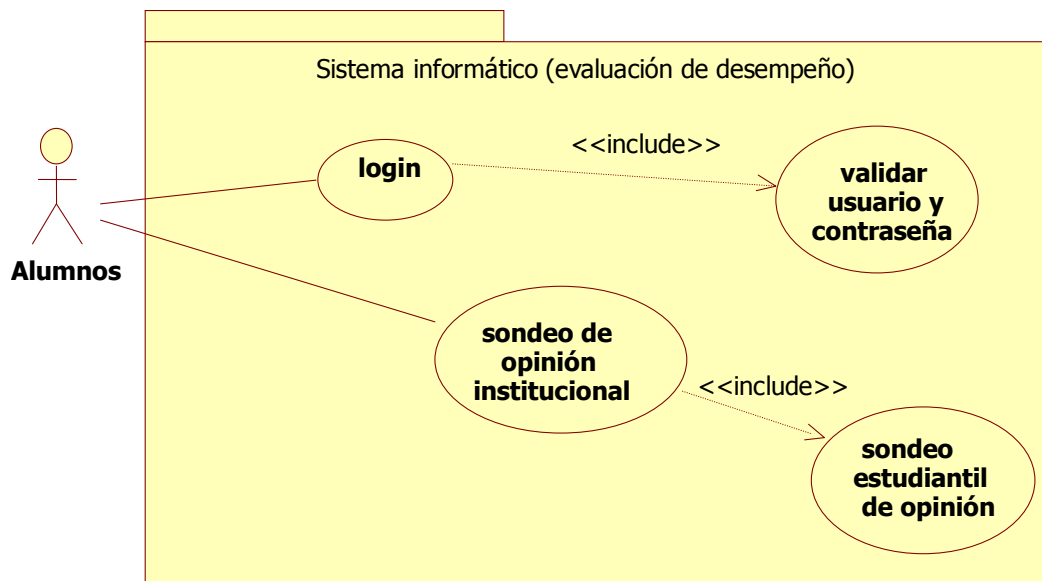 Sistema informático (evaluación de desempeño)
<<include>>
login
validar
usuario y
contraseña
Alumnos
sondeo de
opinión
institucional
<<include>>
sondeo
estudiantil
de opinión